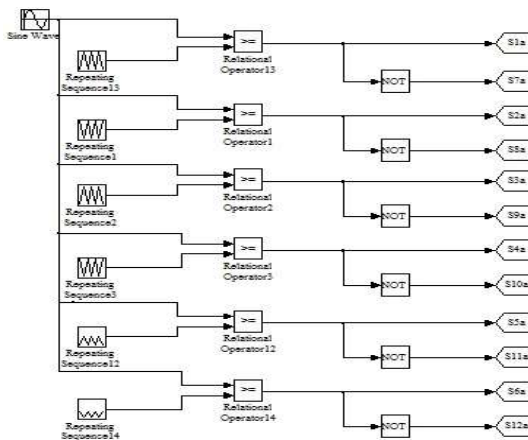 Sine Wave
>=
S1a
Repeating
Sequence13
Relational
Operator13
NOT
S7a
>=
S2a
Repeating
Sequence1
Relational
Operator1
NOT
S8a
>=
S3a
Repeating
Sequence2
Relational
Operator2
NOT
S9a
>=
S4a
Repeating
Sequence3
Relational
Operator3
NOT
S10a
>=
S5a
Repeating
Sequence12
Relational
Operator12
NOT
S11a
>=
S6a
Repeating
Sequence14
Relational
Operator14
NOT
S12a